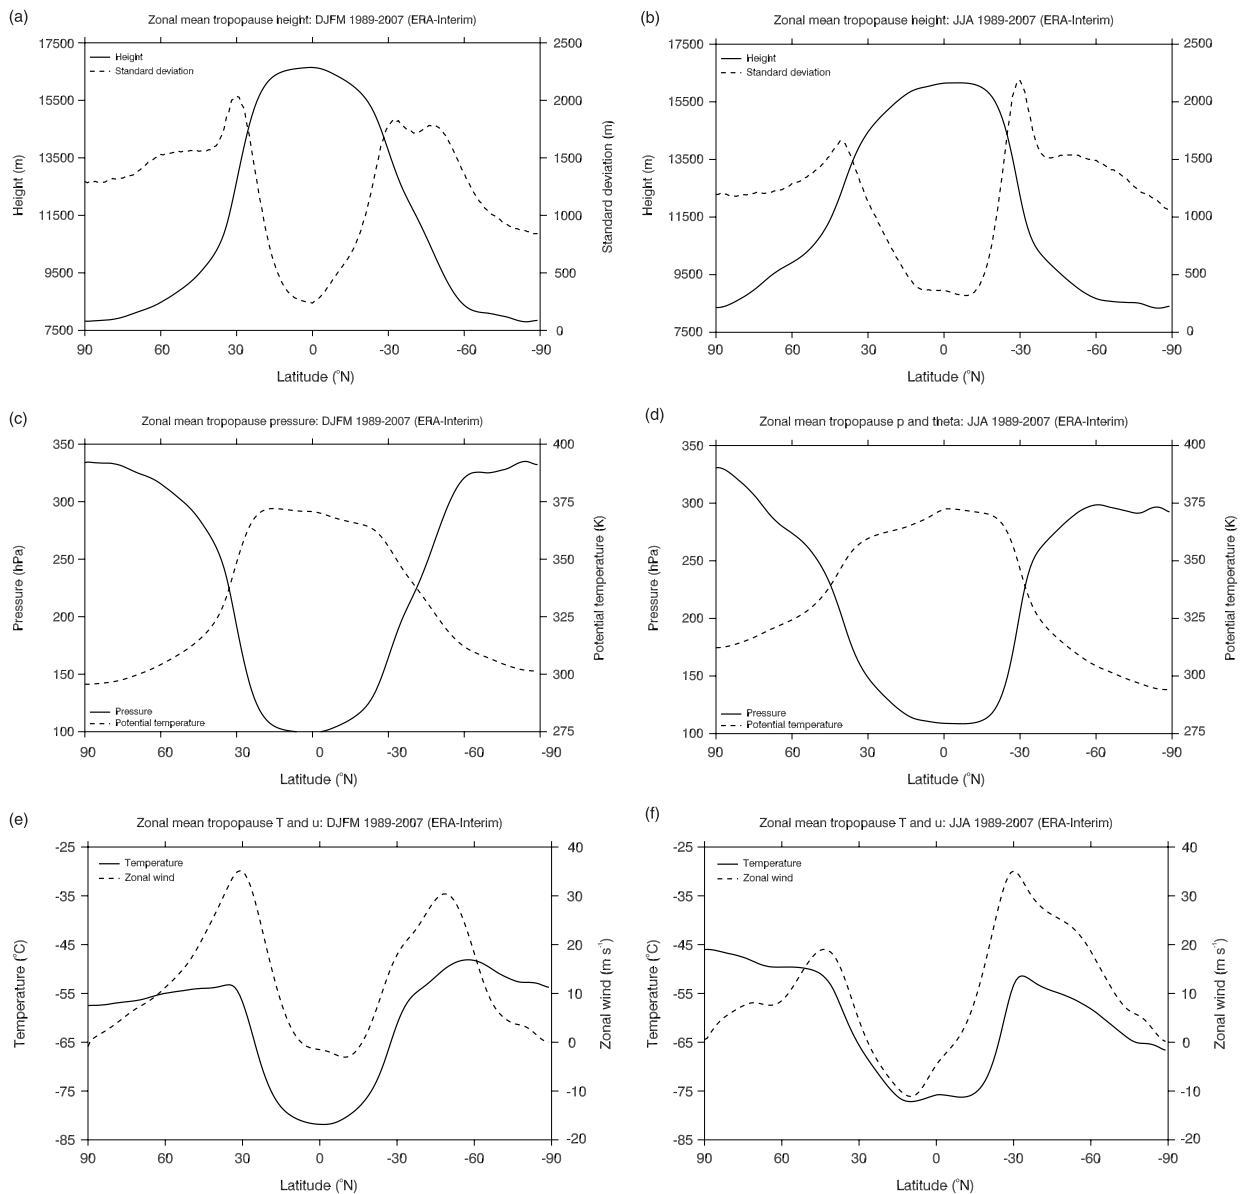 (a)
Zonal mean tropopause height: DJFM 1989-2007 (ERA-Interim)
17500
15500
13500
11500
9500
7500
Height (m)
Height
Standard deviation
2500
2000
1500
1000
500
0
Standard deviation (m)
90 60 30 0 -30 -60 -90
Latitude (°N)
(b)
Zonal mean tropopause height: JJA 1989-2007 (ERA-Interim)
17500
15500
13500
11500
9500
7500
Height (m)
Height
Standard deviation
2500
2000
1500
1000
500
0
90 60 30 0 -30 -60 -90
Latitude (°N)
(c)
Zonal mean tropopause pressure: DJFM 1989-2007 (ERA-Interim)
350
300
250
200
150
100
Pressure (hPa)
Pressure
Potential temperature
400
375
350
325
300
275
Potential temperature (K)
90 60 30 0 -30 -60 -90
Latitude (°N)
(d)
Zonal mean tropopause p and theta: JJA 1989-2007 (ERA-Interim)
350
300
250
200
150
100
Pressure (hPa)
Pressure
Potential temperature
400
375
350
325
300
275
Potential temperature (K)
90 60 30 0 -30 -60 -90
Latitude (°N)
(e)
Zonal mean tropopause T and u: DJFM 1989-2007 (ERA-Interim)
-25
-35
-45
-55
-65
-75
-85
Temperature (°C)
Temperature
Zonal wind
40
30
20
10
0
-10
-20
Zonal wind (m s⁻¹)
90 60 30 0 -30 -60 -90
Latitude (°N)
(f)
Zonal mean tropopause T and u: JJA 1989-2007 (ERA-Interim)
-25
-35
-45
-55
-65
-75
-85
Temperature (°C)
Temperature
Zonal wind
40
30
20
10
0
-10
-20
Zonal wind (m s⁻¹)
90 60 30 0 -30 -60 -90
Latitude (°N)